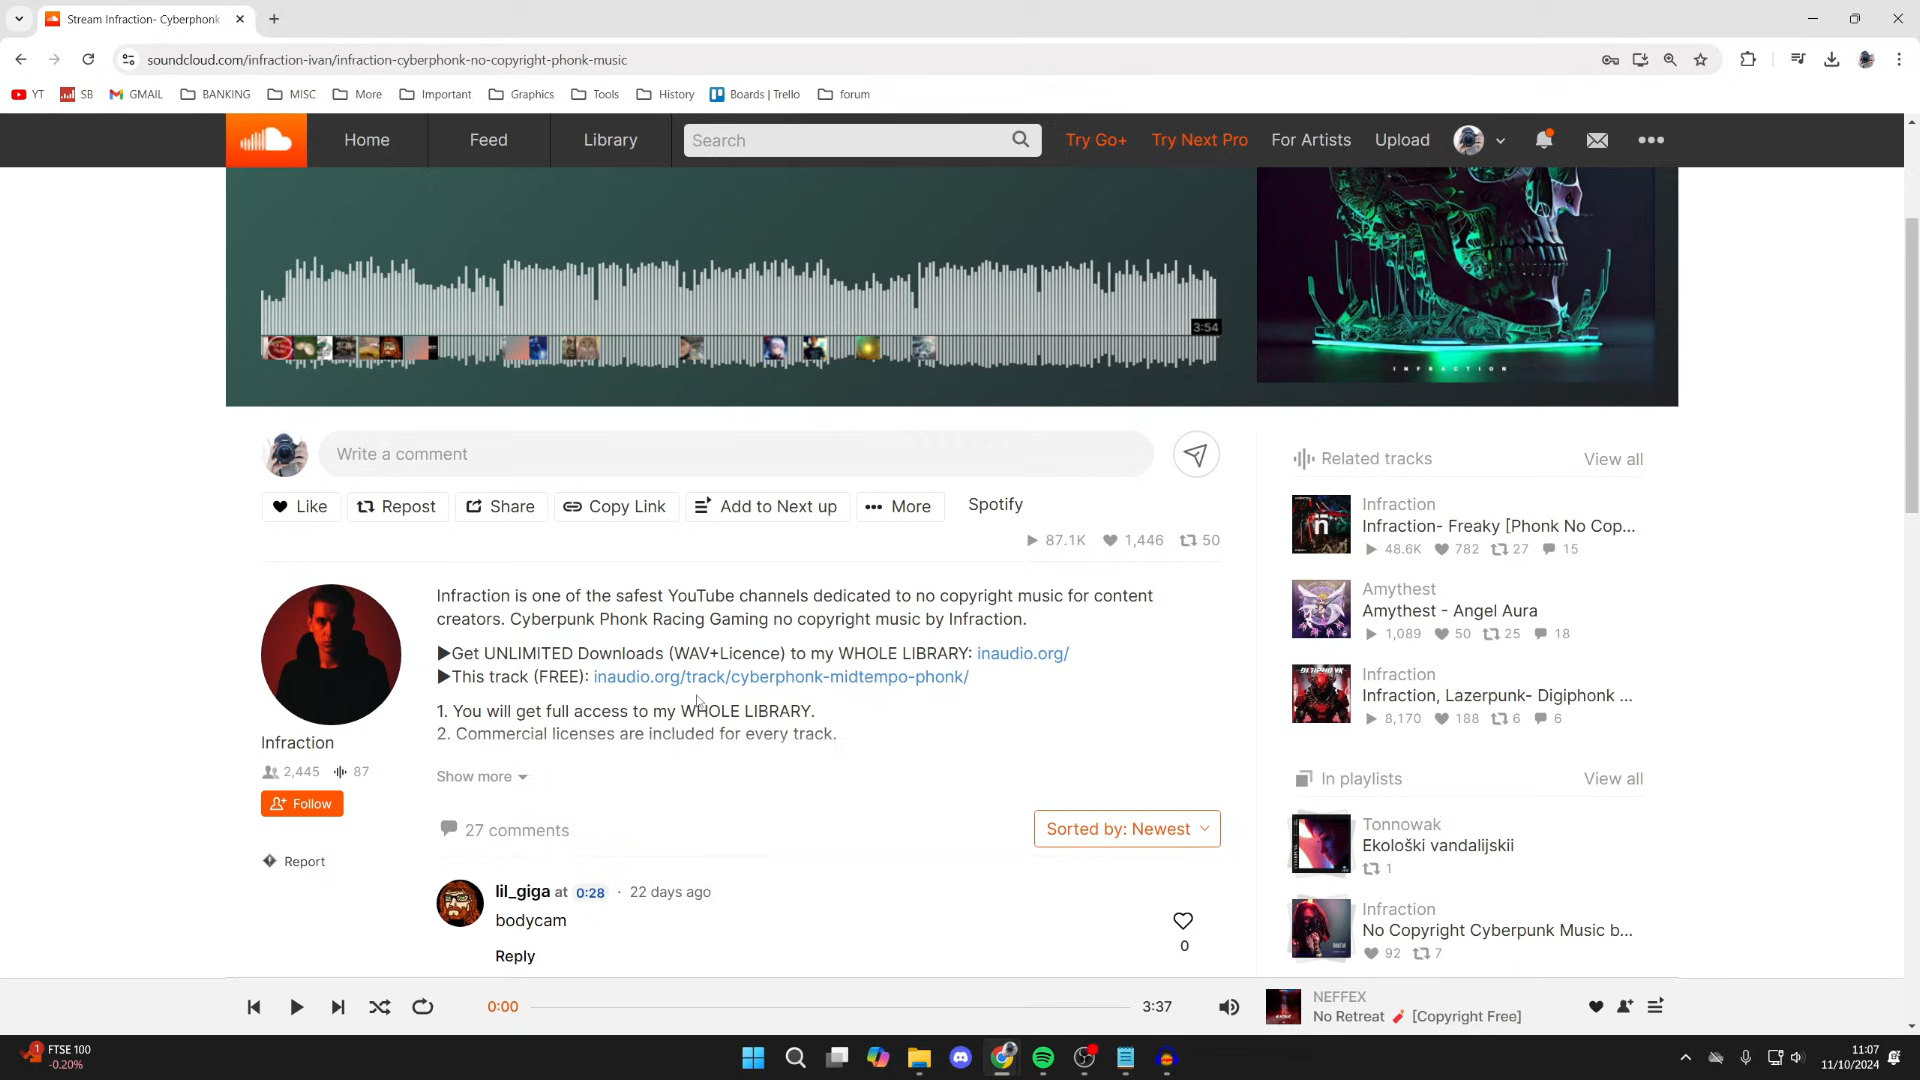 Stream Infraction- Cyberphonk
soundcloud.com/infraction-ivan/infraction-cyberphonk-no-copyright-phonk-music
YT
SB
GMAIL
BANKING
MISC
More
Important
Graphics
Tools
History
Boards | Trello
forum
Home
Feed
Library
Search
Try Go+
Try Next Pro
For Artists
Upload
3:54
INFRACTION
Write a comment
Like
Repost
Share
Copy Link
Add to Next up
More
Spotify
87.1K
1,446
50
Infraction is one of the safest YouTube channels dedicated to no copyright music for content
creators. Cyberpunk Phonk Racing Gaming no copyright music by Infraction.
▶Get UNLIMITED Downloads (WAV+Licence) to my WHOLE LIBRARY: inaudio.org/
▶This track (FREE): inaudio.org/track/cyberphonk-midtempo-phonk/
1. You will get full access to my WHOLE LIBRARY.
2. Commercial licenses are included for every track.
Show more
Infraction
2,445
87
Follow
Report
27 comments
Sorted by: Newest
lil_giga at 0:28 · 22 days ago
bodycam
0
Reply
Related tracks
View all
Infraction
Infraction- Freaky [Phonk No Cop...
48.6K
782
27
15
Amythest
Amythest - Angel Aura
1,089
50
25
18
Infraction
Infraction, Lazerpunk- Digiphonk ...
8,170
188
6
6
In playlists
View all
Tonnowak
Ekološki vandalijskii
1
Infraction
No Copyright Cyberpunk Music b...
92
7
0:00
3:37
NEFFEX
No Retreat 🧨 [Copyright Free]
1
FTSE 100
-0.20%
11:07
11/10/2024